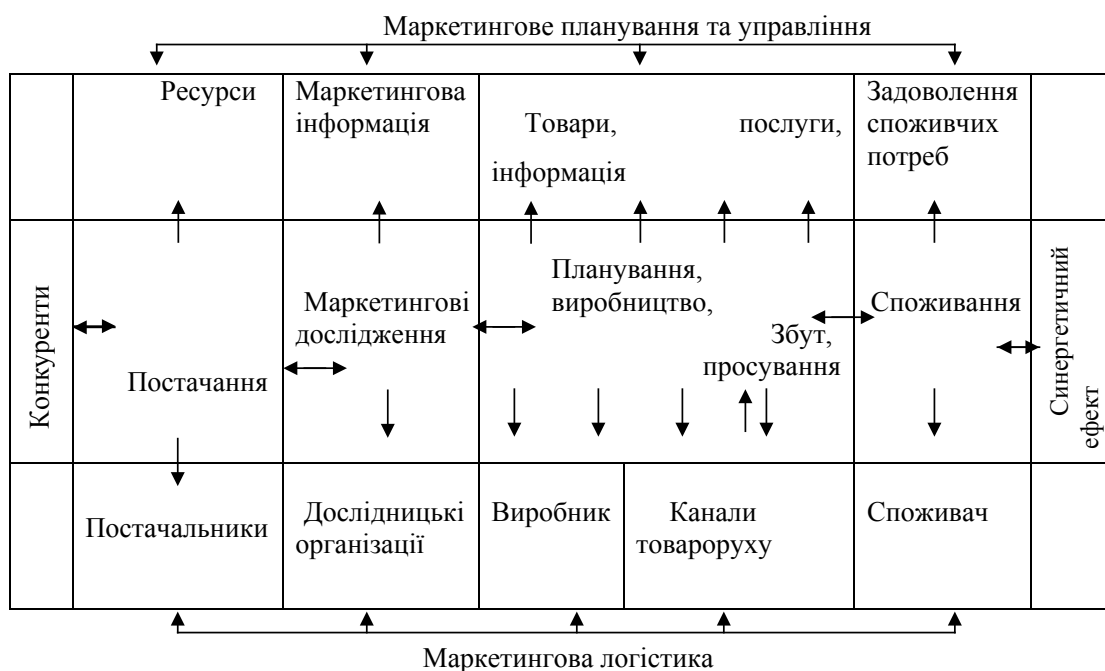 Маркетингове планування та управління
Ресурси
Маркетингова
інформація
Товари, послуги,
інформація
Задоволення
споживчих
потреб
Конкуренти
Постачання
Маркетингові
дослідження
Планування,
виробництво,
Збут,
просування
Споживання
Синергетичний
ефект
Постачальники
Дослідницькі
організації
Виробник
Канали
товароруху
Споживач
Маркетингова логістика